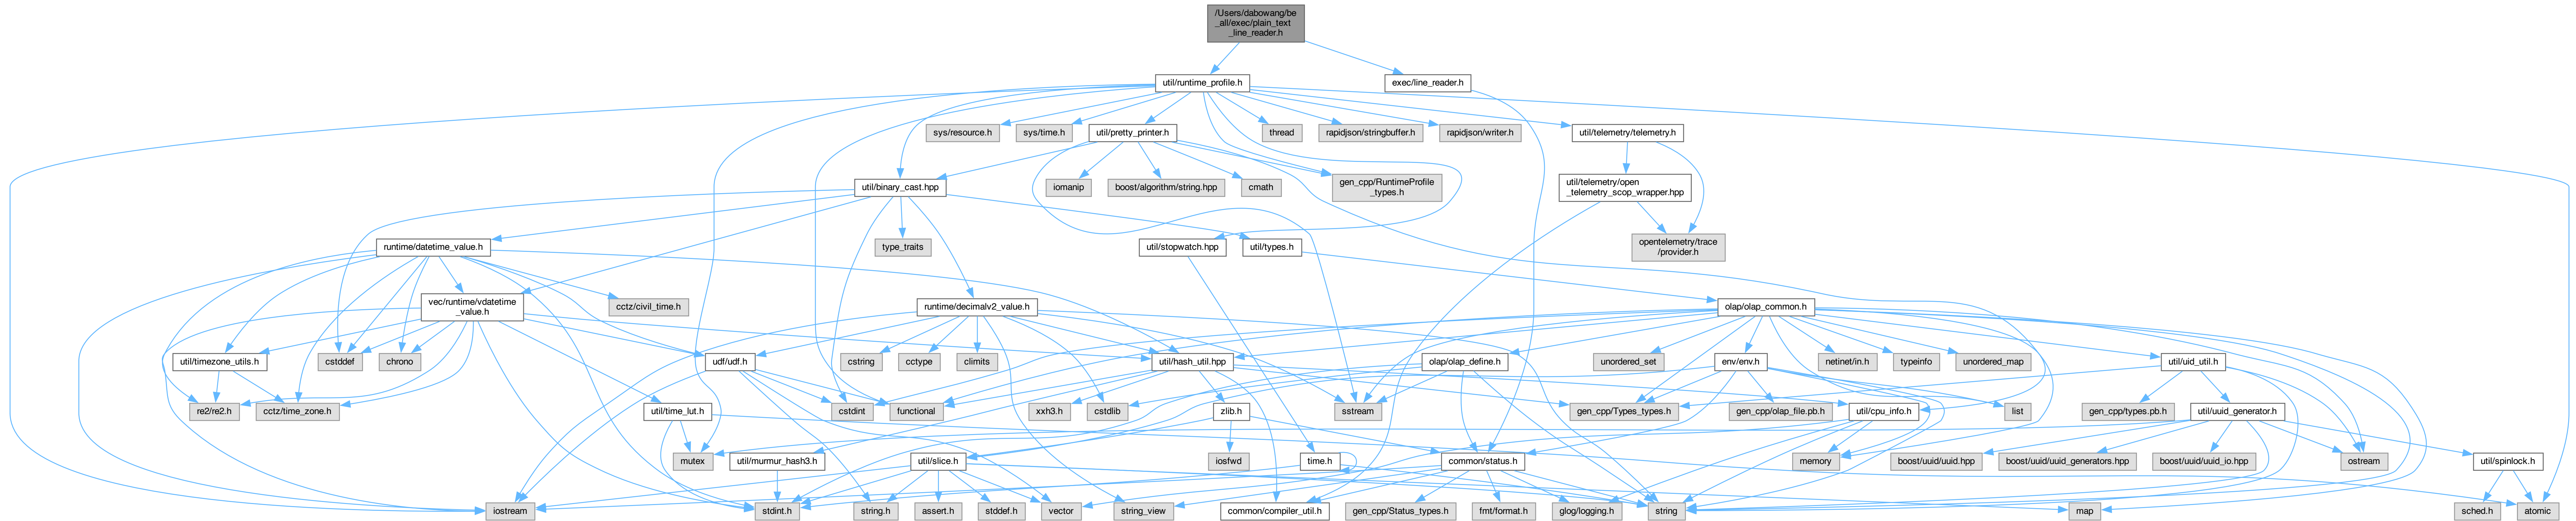 /Users/dabowang/be
_all/exec/plain_text
_line_reader.h
util/runtime_profile.h
exec/line_reader.h
sys/resource.h
sys/time.h
util/pretty_printer.h
thread
rapidjson/stringbuffer.h
rapidjson/writer.h
util/telemetry/telemetry.h
util/binary_cast.hpp
iomanip
boost/algorithm/string.hpp
cmath
gen_cpp/RuntimeProfile
_types.h
util/telemetry/open
_telemetry_scop_wrapper.hpp
runtime/datetime_value.h
type_traits
util/stopwatch.hpp
util/types.h
opentelemetry/trace
/provider.h
vec/runtime/vdatetime
_value.h
cctz/civil_time.h
runtime/decimalv2_value.h
olap/olap_common.h
util/timezone_utils.h
cstddef
chrono
udf/udf.h
cstring
cctype
climits
util/hash_util.hpp
olap/olap_define.h
unordered_set
env/env.h
netinet/in.h
typeinfo
unordered_map
util/uid_util.h
re2/re2.h
cctz/time_zone.h
util/time_lut.h
cstdint
functional
xxh3.h
cstdlib
zlib.h
sstream
gen_cpp/Types_types.h
gen_cpp/olap_file.pb.h
util/cpu_info.h
list
gen_cpp/types.pb.h
util/uuid_generator.h
mutex
util/murmur_hash3.h
util/slice.h
iosfwd
time.h
common/status.h
memory
boost/uuid/uuid.hpp
boost/uuid/uuid_generators.hpp
boost/uuid/uuid_io.hpp
ostream
util/spinlock.h
iostream
stdint.h
string.h
assert.h
stddef.h
vector
string_view
common/compiler_util.h
gen_cpp/Status_types.h
fmt/format.h
glog/logging.h
string
map
sched.h
atomic